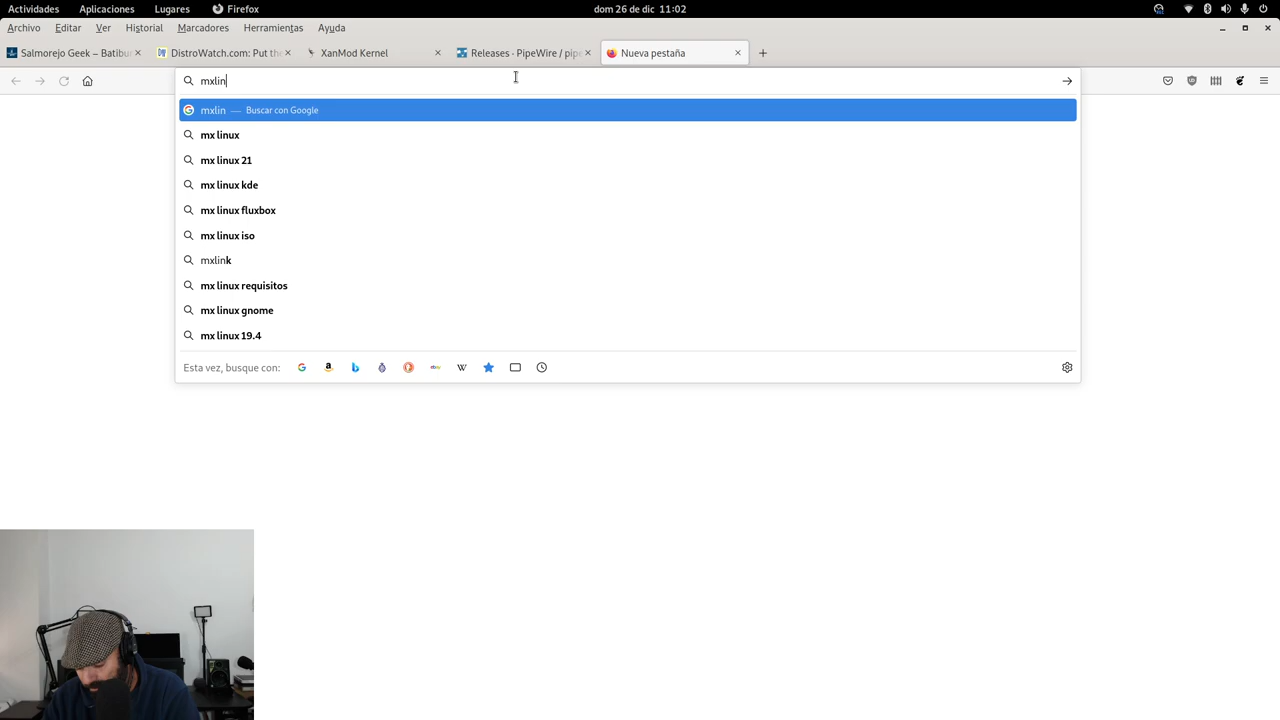 Actividades Aplicaciones Lugares Firefox dom 26 de dic 11:02
Archivo Editar Ver Historial Marcadores Herramientas Ayuda
Salmorejo Geek – Batibur DistroWatch.com: Put the XanMod Kernel Releases · PipeWire / pipe Nueva pestaña
mxlin
mxlin — Buscar con Google
mx linux
mx linux 21
mx linux kde
mx linux fluxbox
mx linux iso
mxlink
mx linux requisitos
mx linux gnome
mx linux 19.4
Esta vez, busque con: